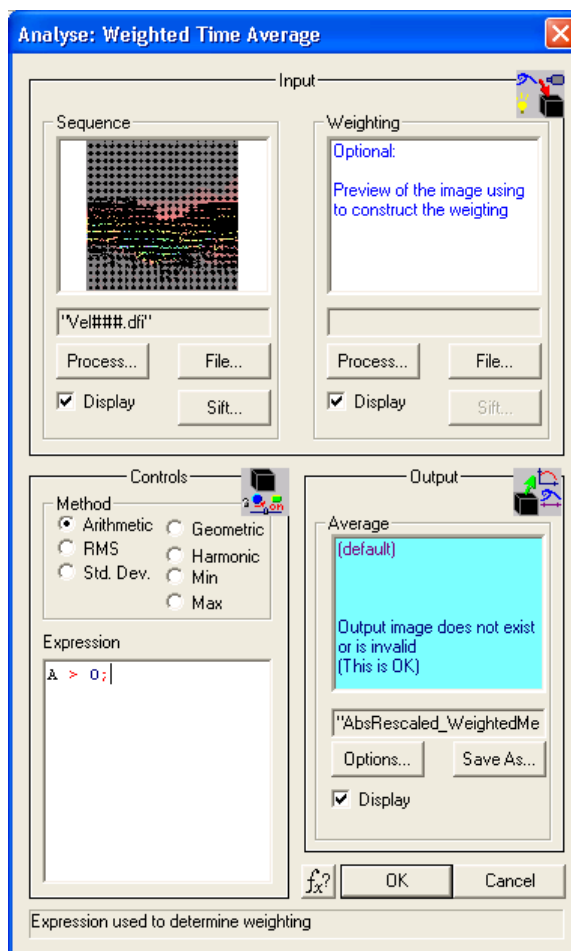 Analyse: Weighted Time Average
Input
Sequence
"Vel###.dfi"
Process...
File...
Display
Sift...
Weighting
Optional:
Preview of the image using
to construct the weigting
Process...
File...
Display
Sift...
Controls
Method
Arithmetic
RMS
Std. Dev.
Geometric
Harmonic
Min
Max
Expression
A > 0;
Output
Average
(default)
Output image does not exist
or is invalid
(This is OK)
"AbsRescaled_WeightedMe
Options...
Save As...
Display
fx?
OK
Cancel
Expression used to determine weighting